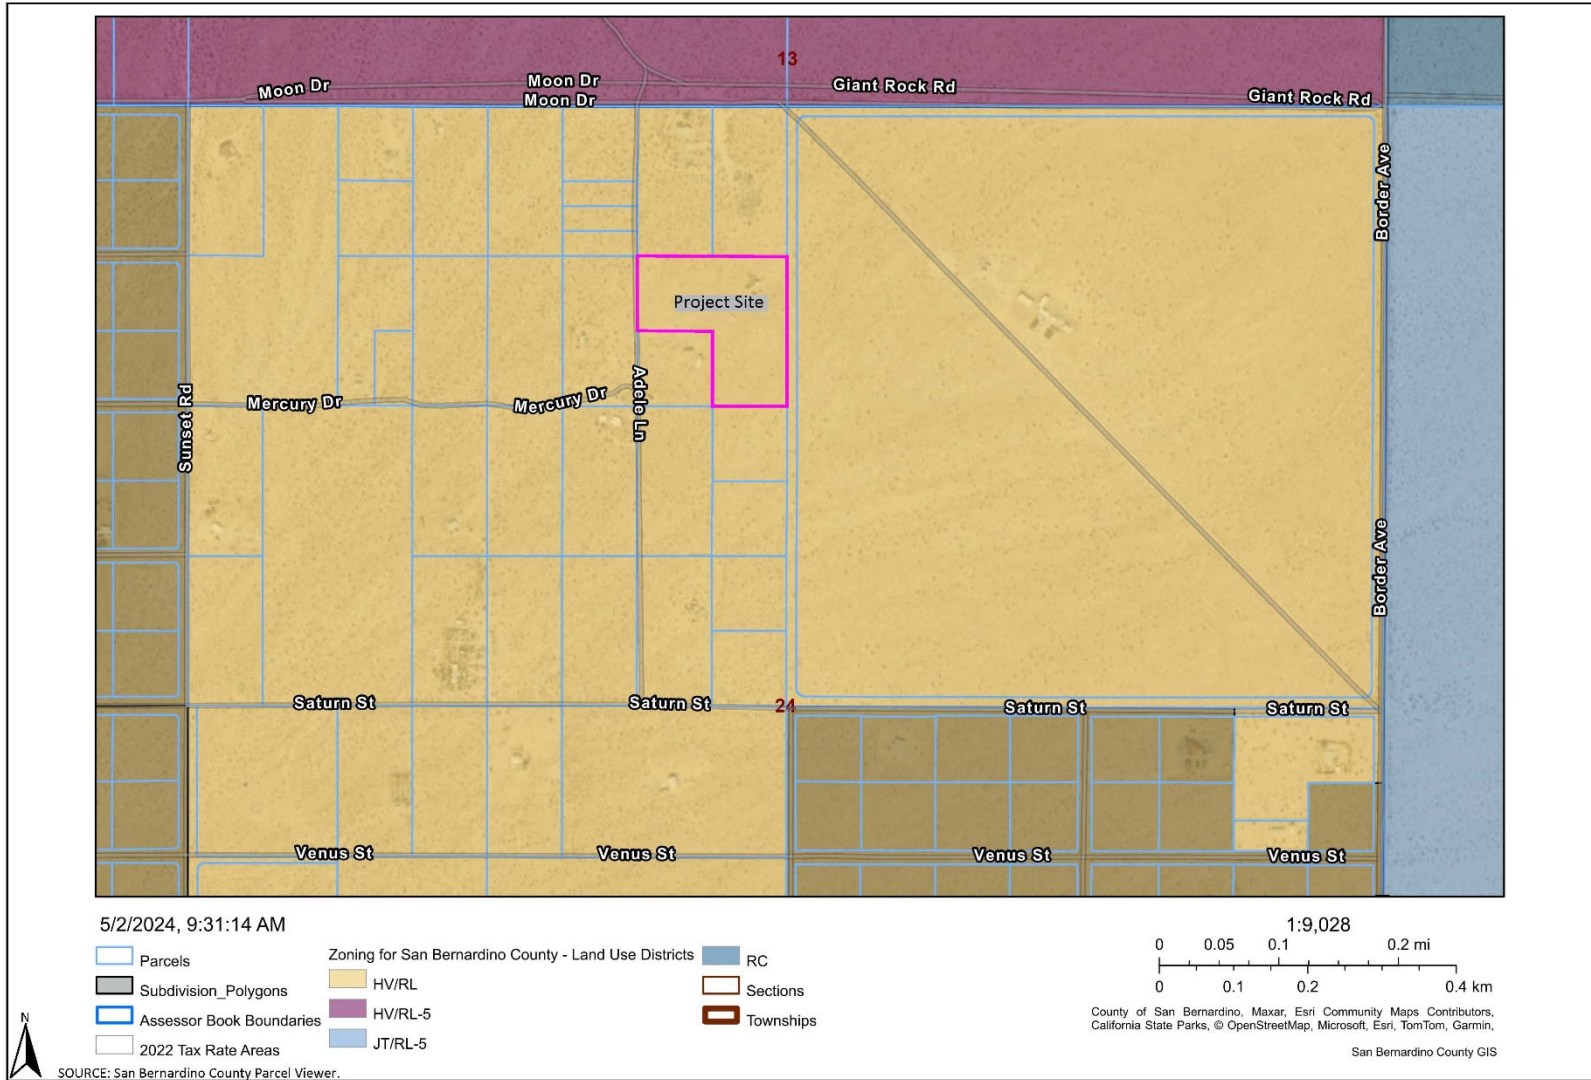 13
Moon Dr
Moon Dr
Giant Rock Rd
Moon Dr
Giant Rock Rd
Border Ave
Project Site
Adele Ln
Sunset Rd
Mercury Dr
Mercury Dr
Border Ave
Saturn St
Saturn St
24
Saturn St
Saturn St
Venus St
Venus St
Venus St
Venus St
5/2/2024, 9:31:14 AM
Parcels
Subdivision_Polygons
Assessor Book Boundaries
2022 Tax Rate Areas
Zoning for San Bernardino County - Land Use Districts
HV/RL
HV/RL-5
JT/RL-5
RC
Sections
Townships
1:9,028
0 0.05 0.1 0.2 mi
0 0.1 0.2 0.4 km
County of San Bernardino, Maxar, Esri Community Maps Contributors,
California State Parks, © OpenStreetMap, Microsoft, Esri, TomTom, Garmin,
San Bernardino County GIS
N
SOURCE: San Bernardino County Parcel Viewer.